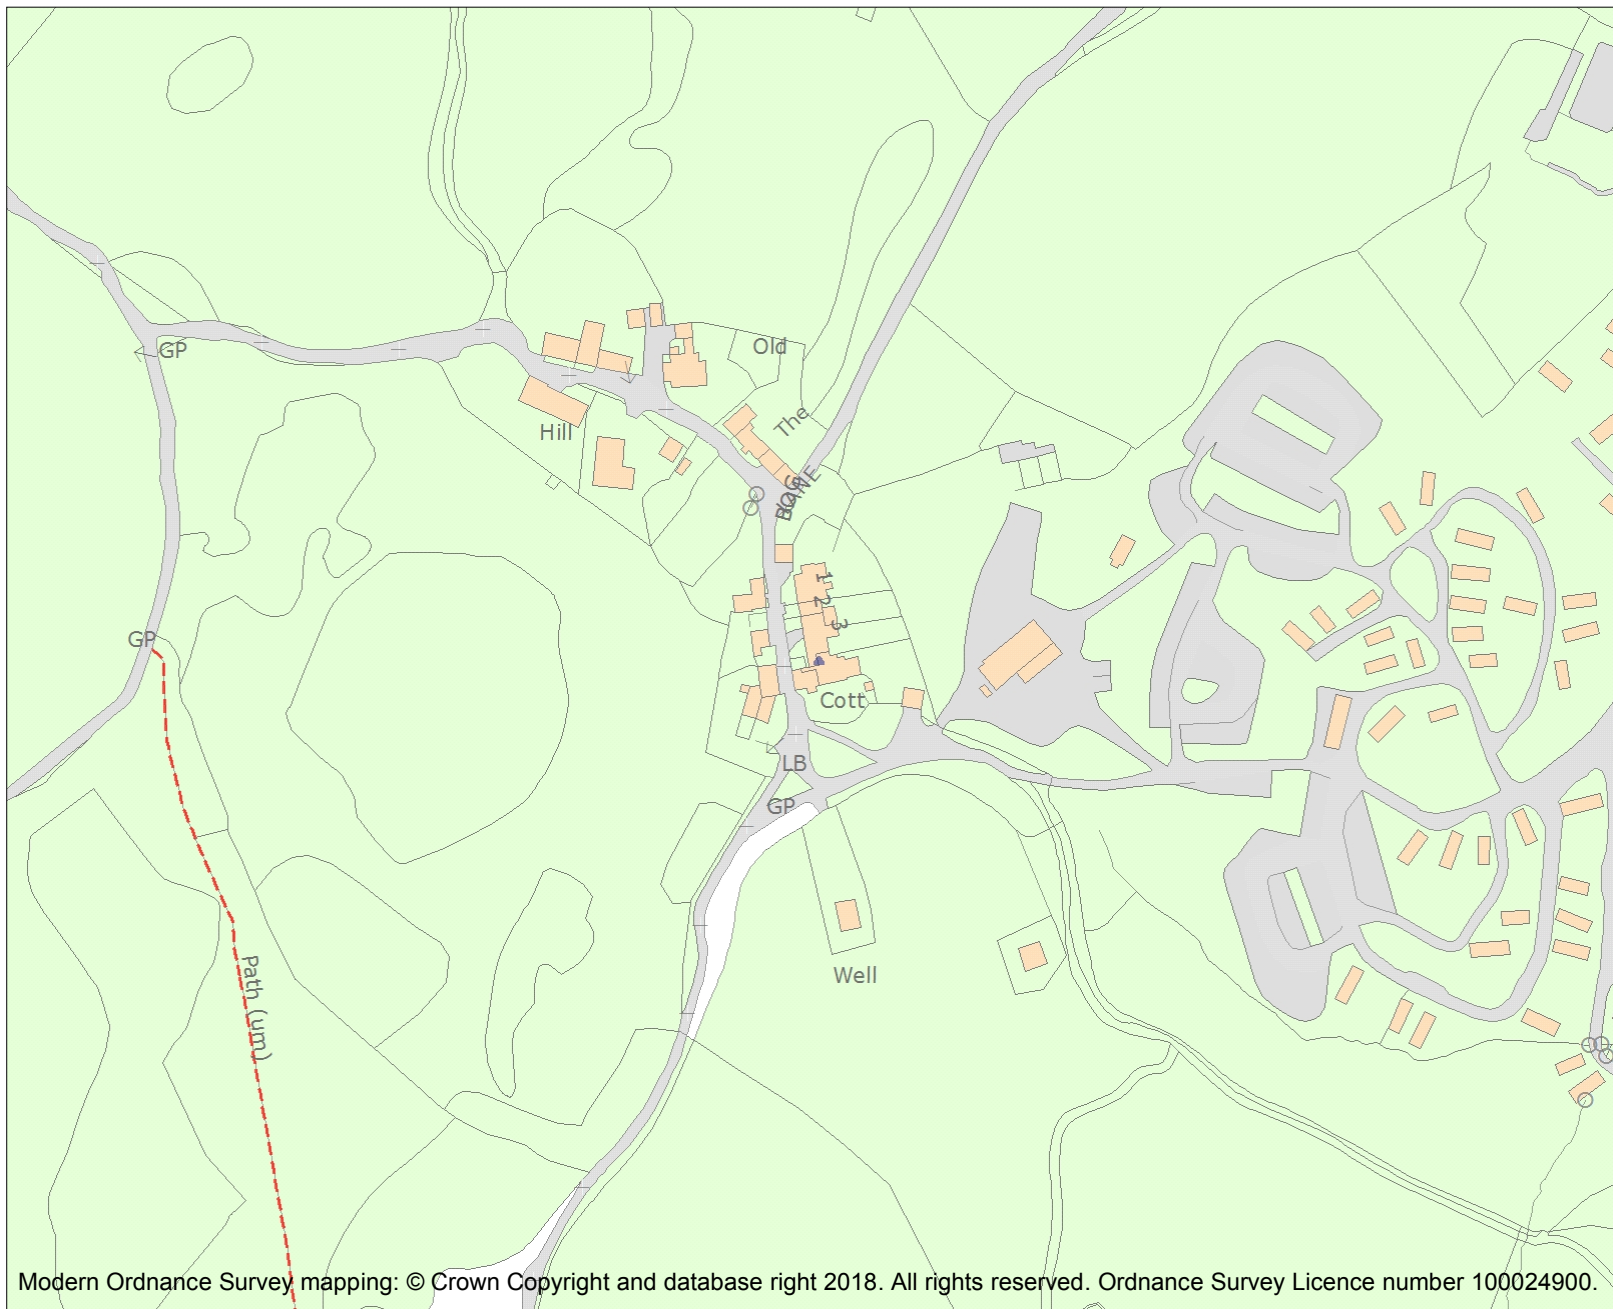 GP
Old
The
Hill
LANE
1
2
3
GP
Cott
LB
GP
Well
Path (um)
Modern Ordnance Survey mapping: © Crown Copyright and database right 2018. All rights reserved. Ordnance Survey Licence number 100024900.